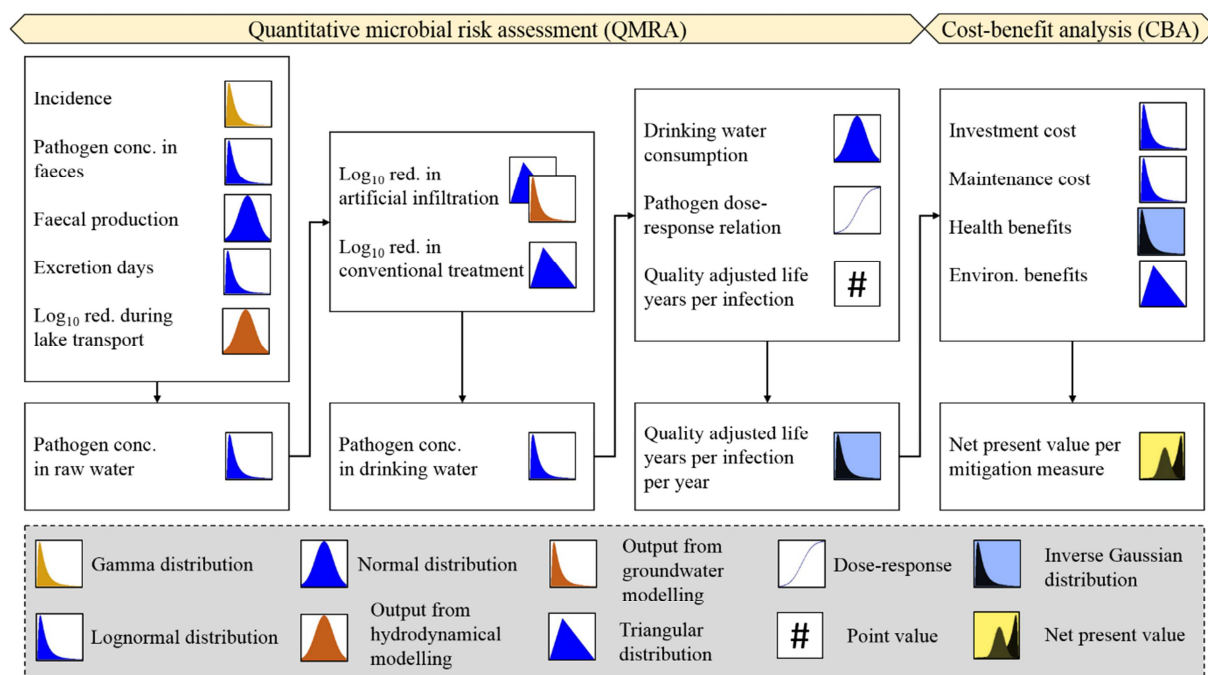 Quantitative microbial risk assessment (QMRA)
Cost-benefit analysis (CBA)
Incidence
Pathogen conc. in
faeces
Faecal production
Excretion days
Log10 red. during
lake transport
Log10 red. in
artificial infiltration
Log10 red. in
conventional treatment
Drinking water
consumption
Pathogen dose-
response relation
Quality adjusted life
years per infection
#
Investment cost
Maintenance cost
Health benefits
Environ. benefits
Pathogen conc.
in raw water
Pathogen conc.
in drinking water
Quality adjusted life
years per infection
per year
Net present value per
mitigation measure
Gamma distribution
Normal distribution
Output from
groundwater
modelling
Dose-response
Inverse Gaussian
distribution
Lognormal distribution
Output from
hydrodynamical
modelling
Triangular
distribution
#
Point value
Net present value